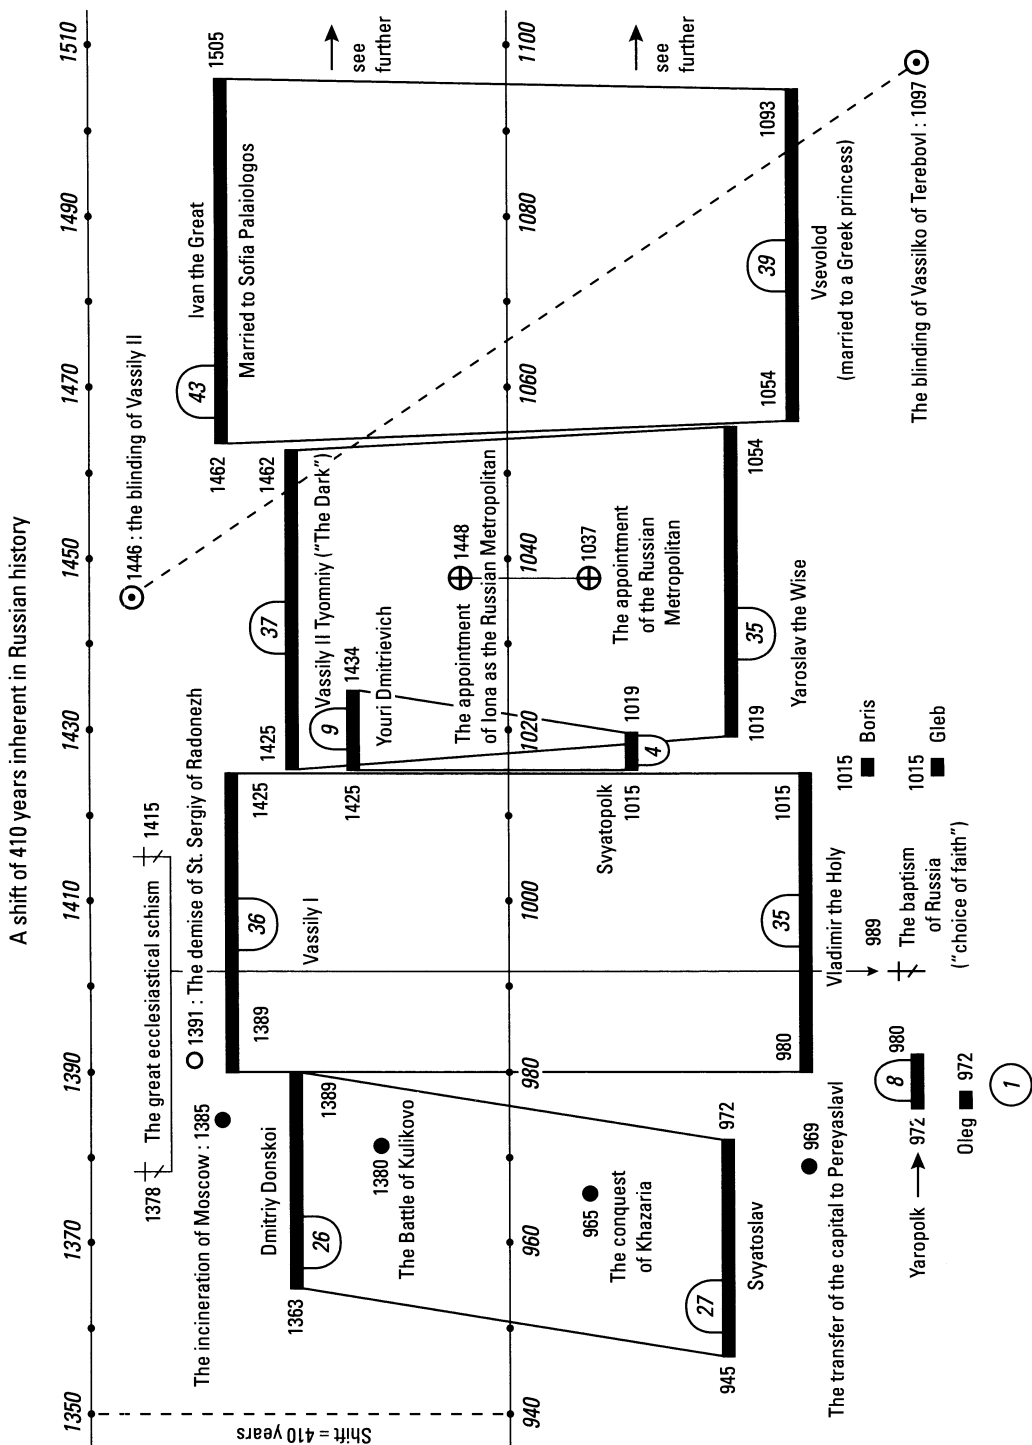 A shift of 410 years inherent in Russian history
1350
1370
1390
1410
1430
1450
1470
1490
1510
1378
The great ecclesiastical schism
1415
1446 : the blinding of Vassily II
The incineration of Moscow : 1385
1391 : The demise of St. Sergiy of Radonezh
Ivan the Great
43
1462
1505
Married to Sofia Palaiologos
1389
36
1425
Vassily I
Dmitriy Donskoi
1363
26
1389
1425
37
1462
Vassily II Tyomniy ("The Dark")
9
1425
1434
Youri Dmitrievich
see
further
1380
The Battle of Kulikovo
1448
The appointment
of Iona as the Russian Metropolitan
Shift = 410 years
940
960
980
1000
1020
1040
1060
1080
1100
965
The conquest
of Khazaria
1037
The appointment
of the Russian
Metropolitan
Svyatopolk
1015
1019
4
see
further
27
945
972
Svyatoslav
1019
35
1054
Yaroslav the Wise
1054
39
1093
Vsevolod
(married to a Greek princess)
980
35
1015
Vladimir the Holy
969
The transfer of the capital to Pereyaslavl
989
The baptism
of Russia
("choice of faith")
1015
Boris
1015
Gleb
Yaropolk
972
8
980
Oleg
972
The blinding of Vassilko of Terebovl : 1097
1